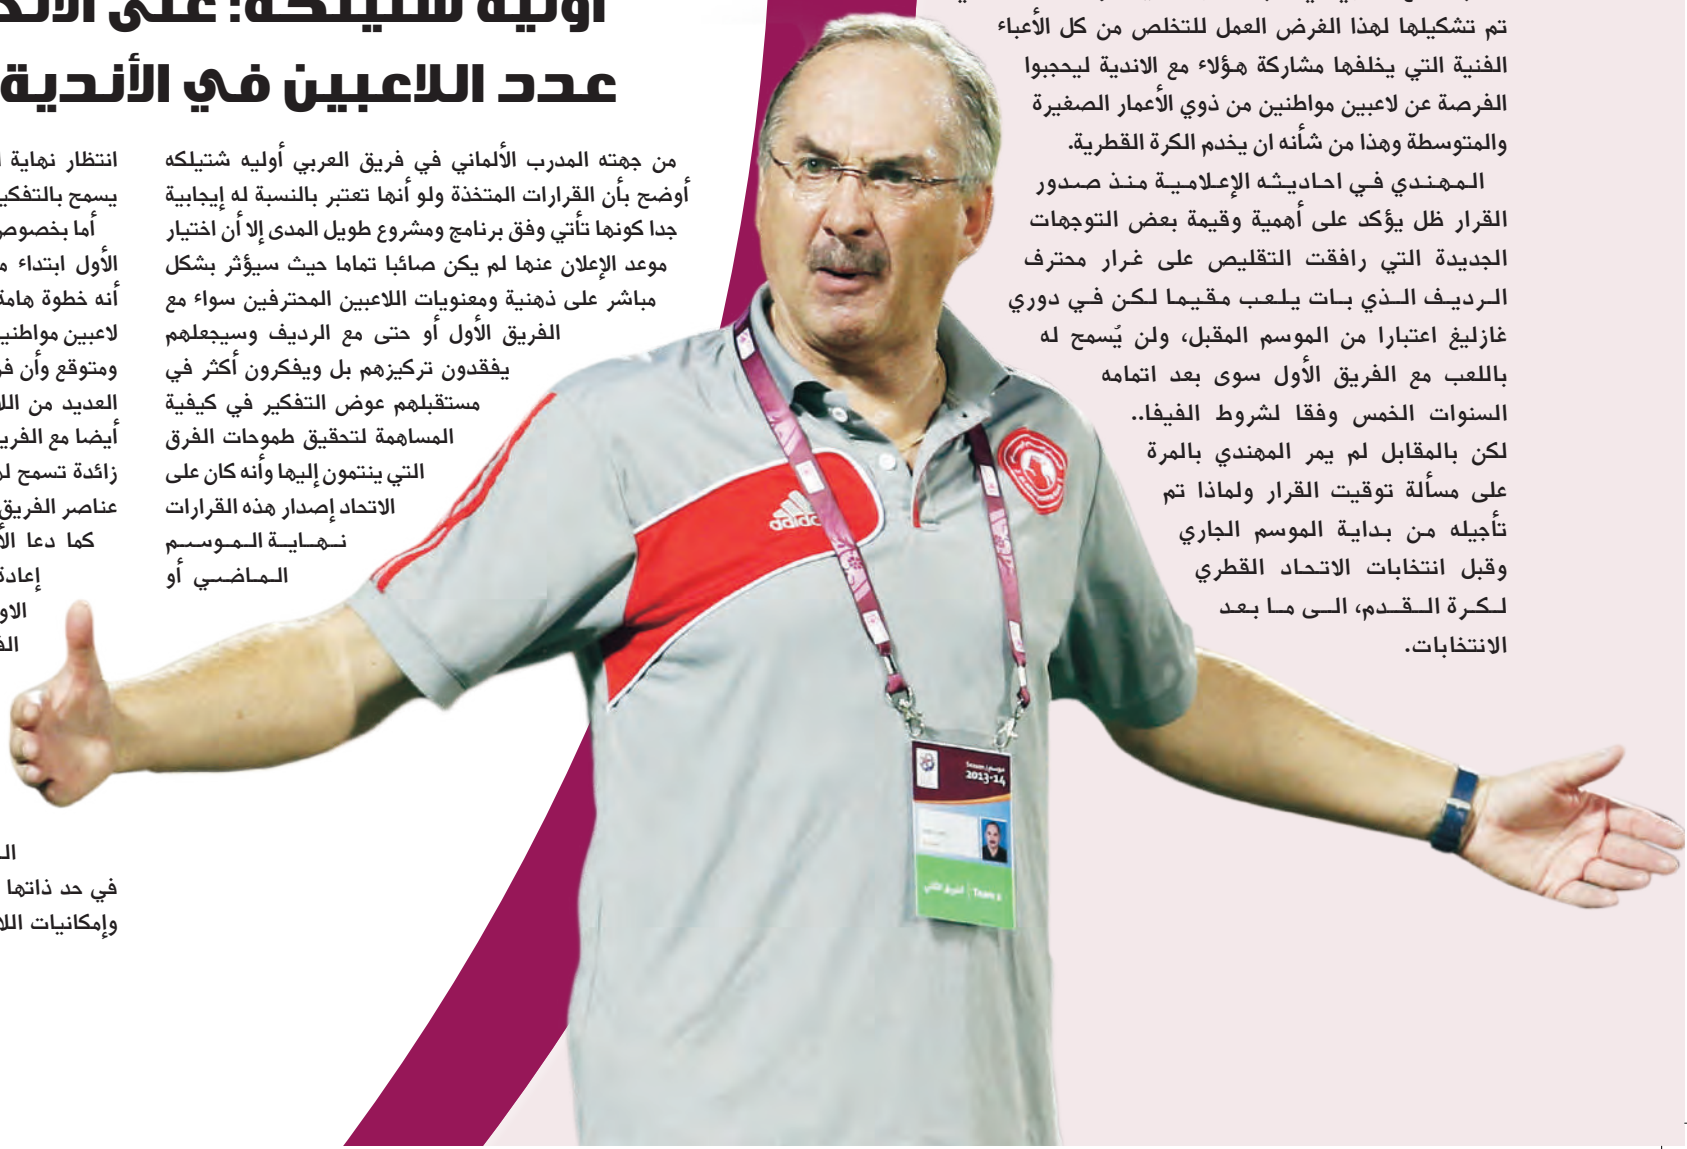 تم تشكيلها لهذا الغرض العمل للتخلص من كل الأعباء
الفنية التي يخلفها مشاركة هؤلاء مع الاندية ليحجبوا
الفرصة عن لاعبين مواطنين من ذوي الأعمار الصغيرة
والمتوسطة وهذا من شأنه ان يخدم الكرة القطرية.
المهندي في احاديثه الإعلامية منذ صدور
القرار ظل يؤكد على أهمية وقيمة بعض التوجهات
الجديدة التي رافقت التقليص على غرار محترف
الرديف الذي بات يلعب مقيما لكن في دوري
غازليغ اعتبارا من الموسم المقبل، ولن يُسمح له
باللعب مع الفريق الأول سوى بعد اتمامه
السنوات الخمس وفقا لشروط الفيفا..
لكن بالمقابل لم يمر المهندي بالمرة
على مسألة توقيت القرار ولماذا تم
تأجيله من بداية الموسم الجاري
وقبل انتخابات الاتحاد القطري
لكرة القدم، الى ما بعد
الانتخابات.
أوليه شتيلكه: على
عدد اللاعبين في الأندية
من جهته المدرب الألماني في فريق العربي أوليه شتيلكه
أوضح بأن القرارات المتخذة ولو أنها تعتبر بالنسبة له إيجابية
جدا كونها تأتي وفق برنامج ومشروع طويل المدى إلا أن اختيار
موعد الإعلان عنها لم يكن صائبا تماما حيث سيؤثر بشكل
مباشر على ذهنية ومعنويات اللاعبين المحترفين سواء مع
الفريق الأول أو حتى مع الرديف وسيجعلهم
يفقدون تركيزهم بل ويفكرون أكثر في
مستقبلهم عوض التفكير في كيفية
المساهمة لتحقيق طموحات الفرق
التي ينتمون إليها وأنه كان على
الاتحاد إصدار هذه القرارات
نهاية الموسم
الماضي أو
انتظار نهاية
يسمح بالتفكير
أما بخصوص
الأول ابتداء
أنه خطوة هامة
لاعبين مواطنين
ومتوقع وأن
العديد من
أيضا مع
زائدة تسمح
عناصر الفريق
كما دعا
إعادة
في حد ذاتها
وإمكانيات
adidas
Season / موسم
2013-14
Team 2 | الفريق الثاني